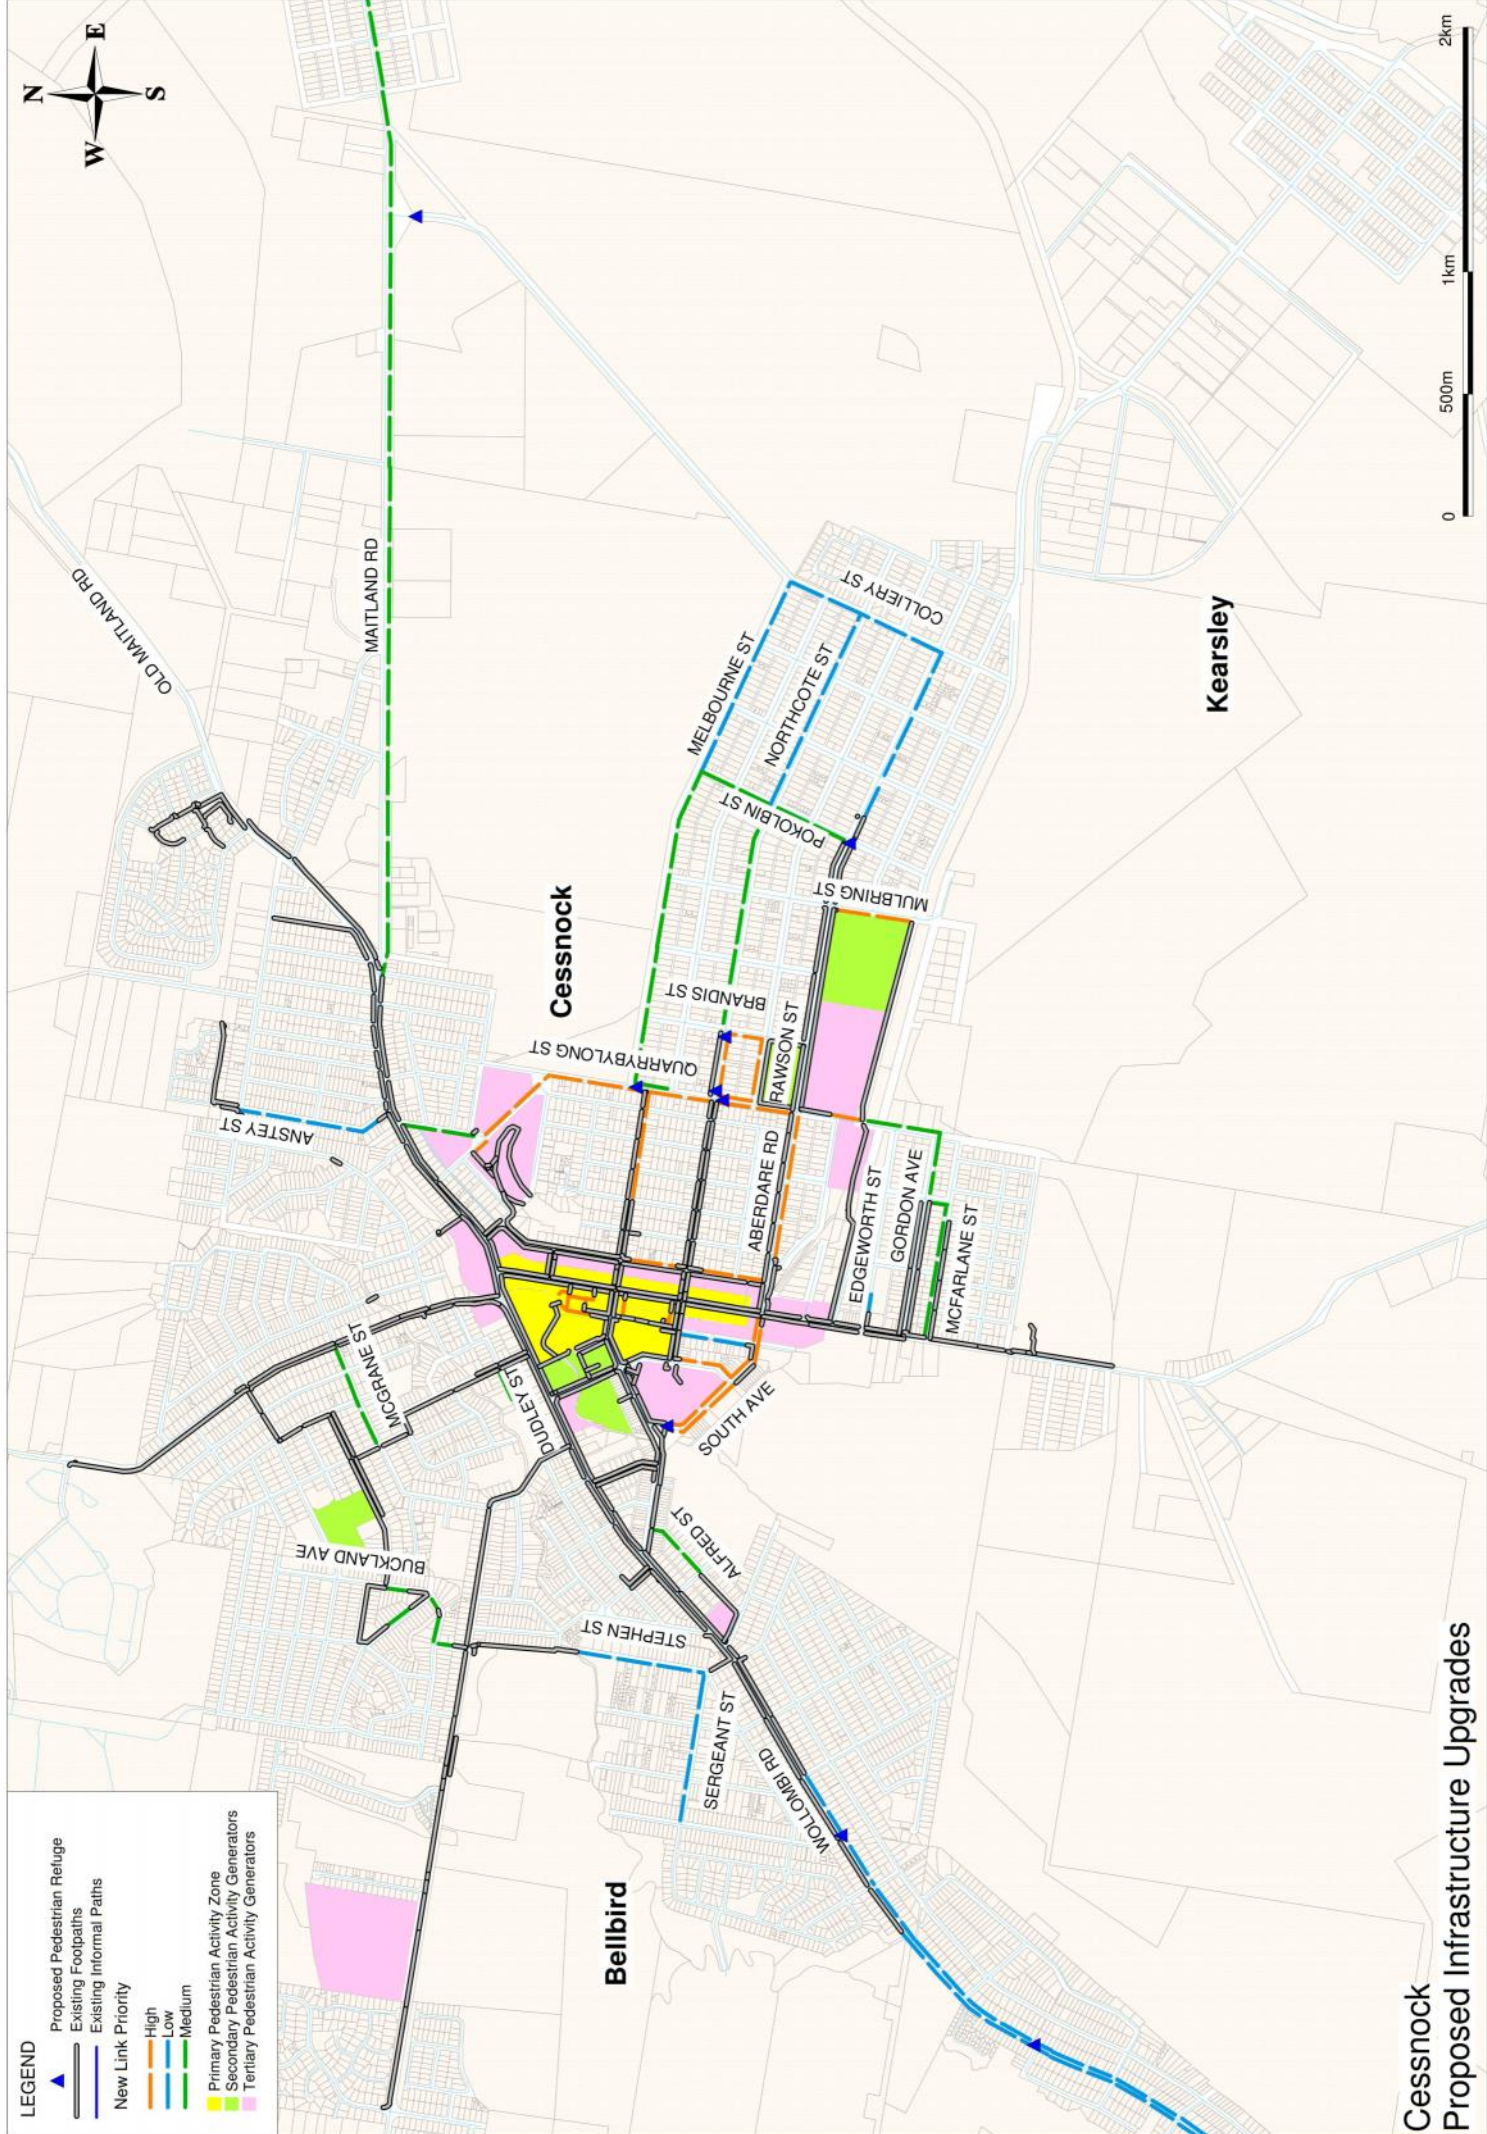 LEGEND
Proposed Pedestrian Refuge
Existing Footpaths
Existing Informal Paths
New Link Priority
High
Low
Medium
Primary Pedestrian Activity Zone
Secondary Pedestrian Activity Generators
Tertiary Pedestrian Activity Generators
N
E
S
W
OLD MAITLAND RD
MAITLAND RD
ANSTEY ST
MCGRANE ST
DUDLEY ST
BUCKLAND AVE
STEPHEN ST
SERGEANT ST
WOLLOMBI RD
ALFRED ST
SOUTH AVE
Bellbird
Cessnock
QUARRYBYLONG ST
BRANDIS ST
RAWSON ST
ABERDARE RD
MELBOURNE ST
NORTHCOTE ST
COLLIERY ST
POKOLBIN ST
MULBRING ST
EDGEWORTH ST
GORDON AVE
MCFARLANE ST
Kearsley
0
500m
1km
2km
Cessnock
Proposed Infrastructure Upgrades